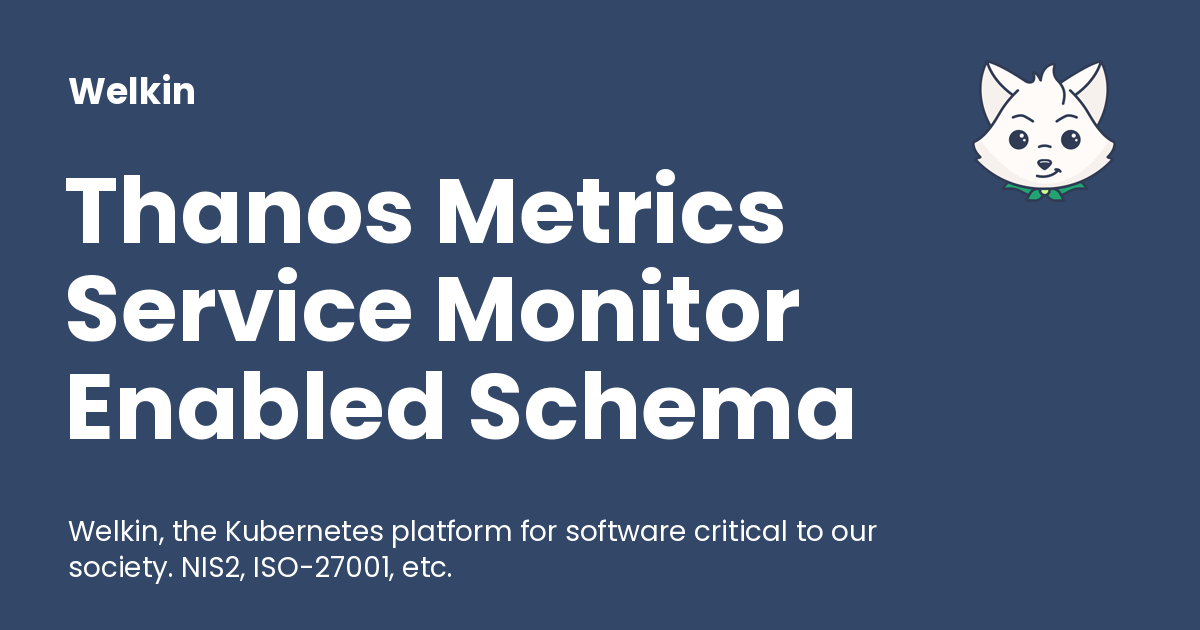 Welkin
Thanos Metrics
Service Monitor
Enabled Schema
Welkin, the Kubernetes platform for software critical to our
society. NIS2, ISO-27001, etc.